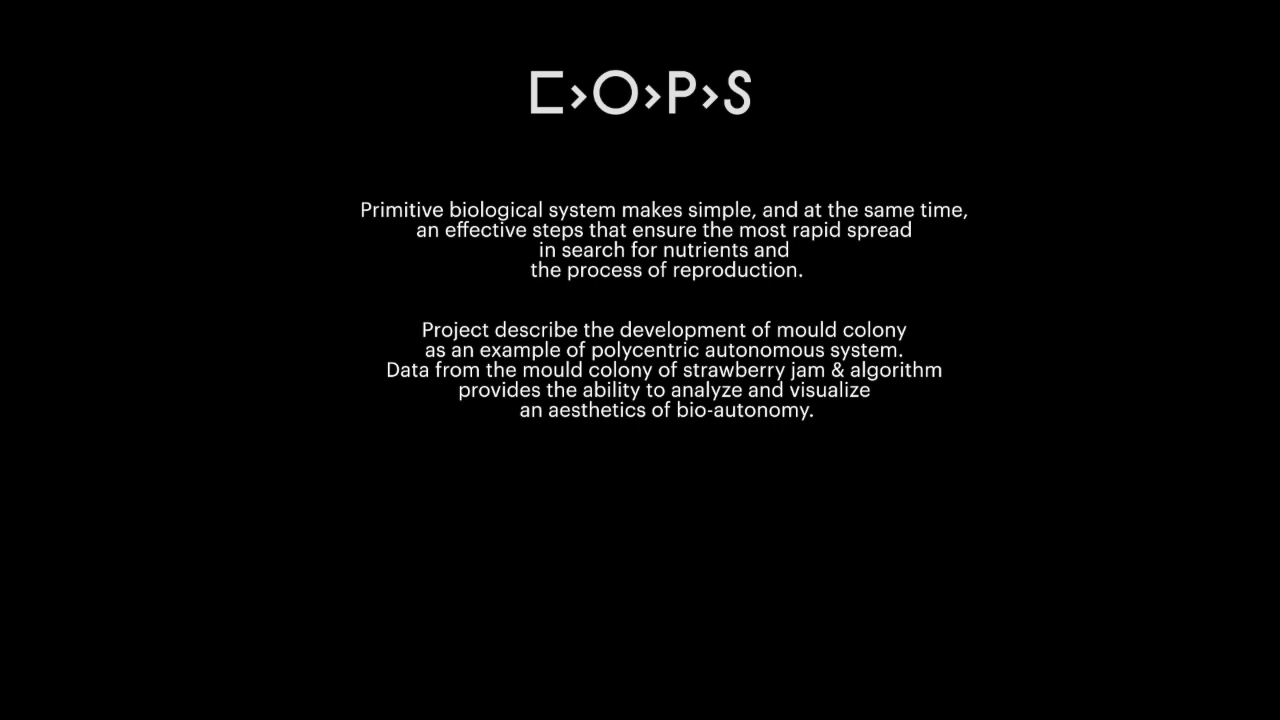 C›O›P›S
Primitive biological system makes simple, and at the same time,
an effective steps that ensure the most rapid spread
in search for nutrients and
the process of reproduction.
Project describe the development of mould colony
as an example of polycentric autonomous system.
Data from the mould colony of strawberry jam & algorithm
provides the ability to analyze and visualize
an aesthetics of bio-autonomy.